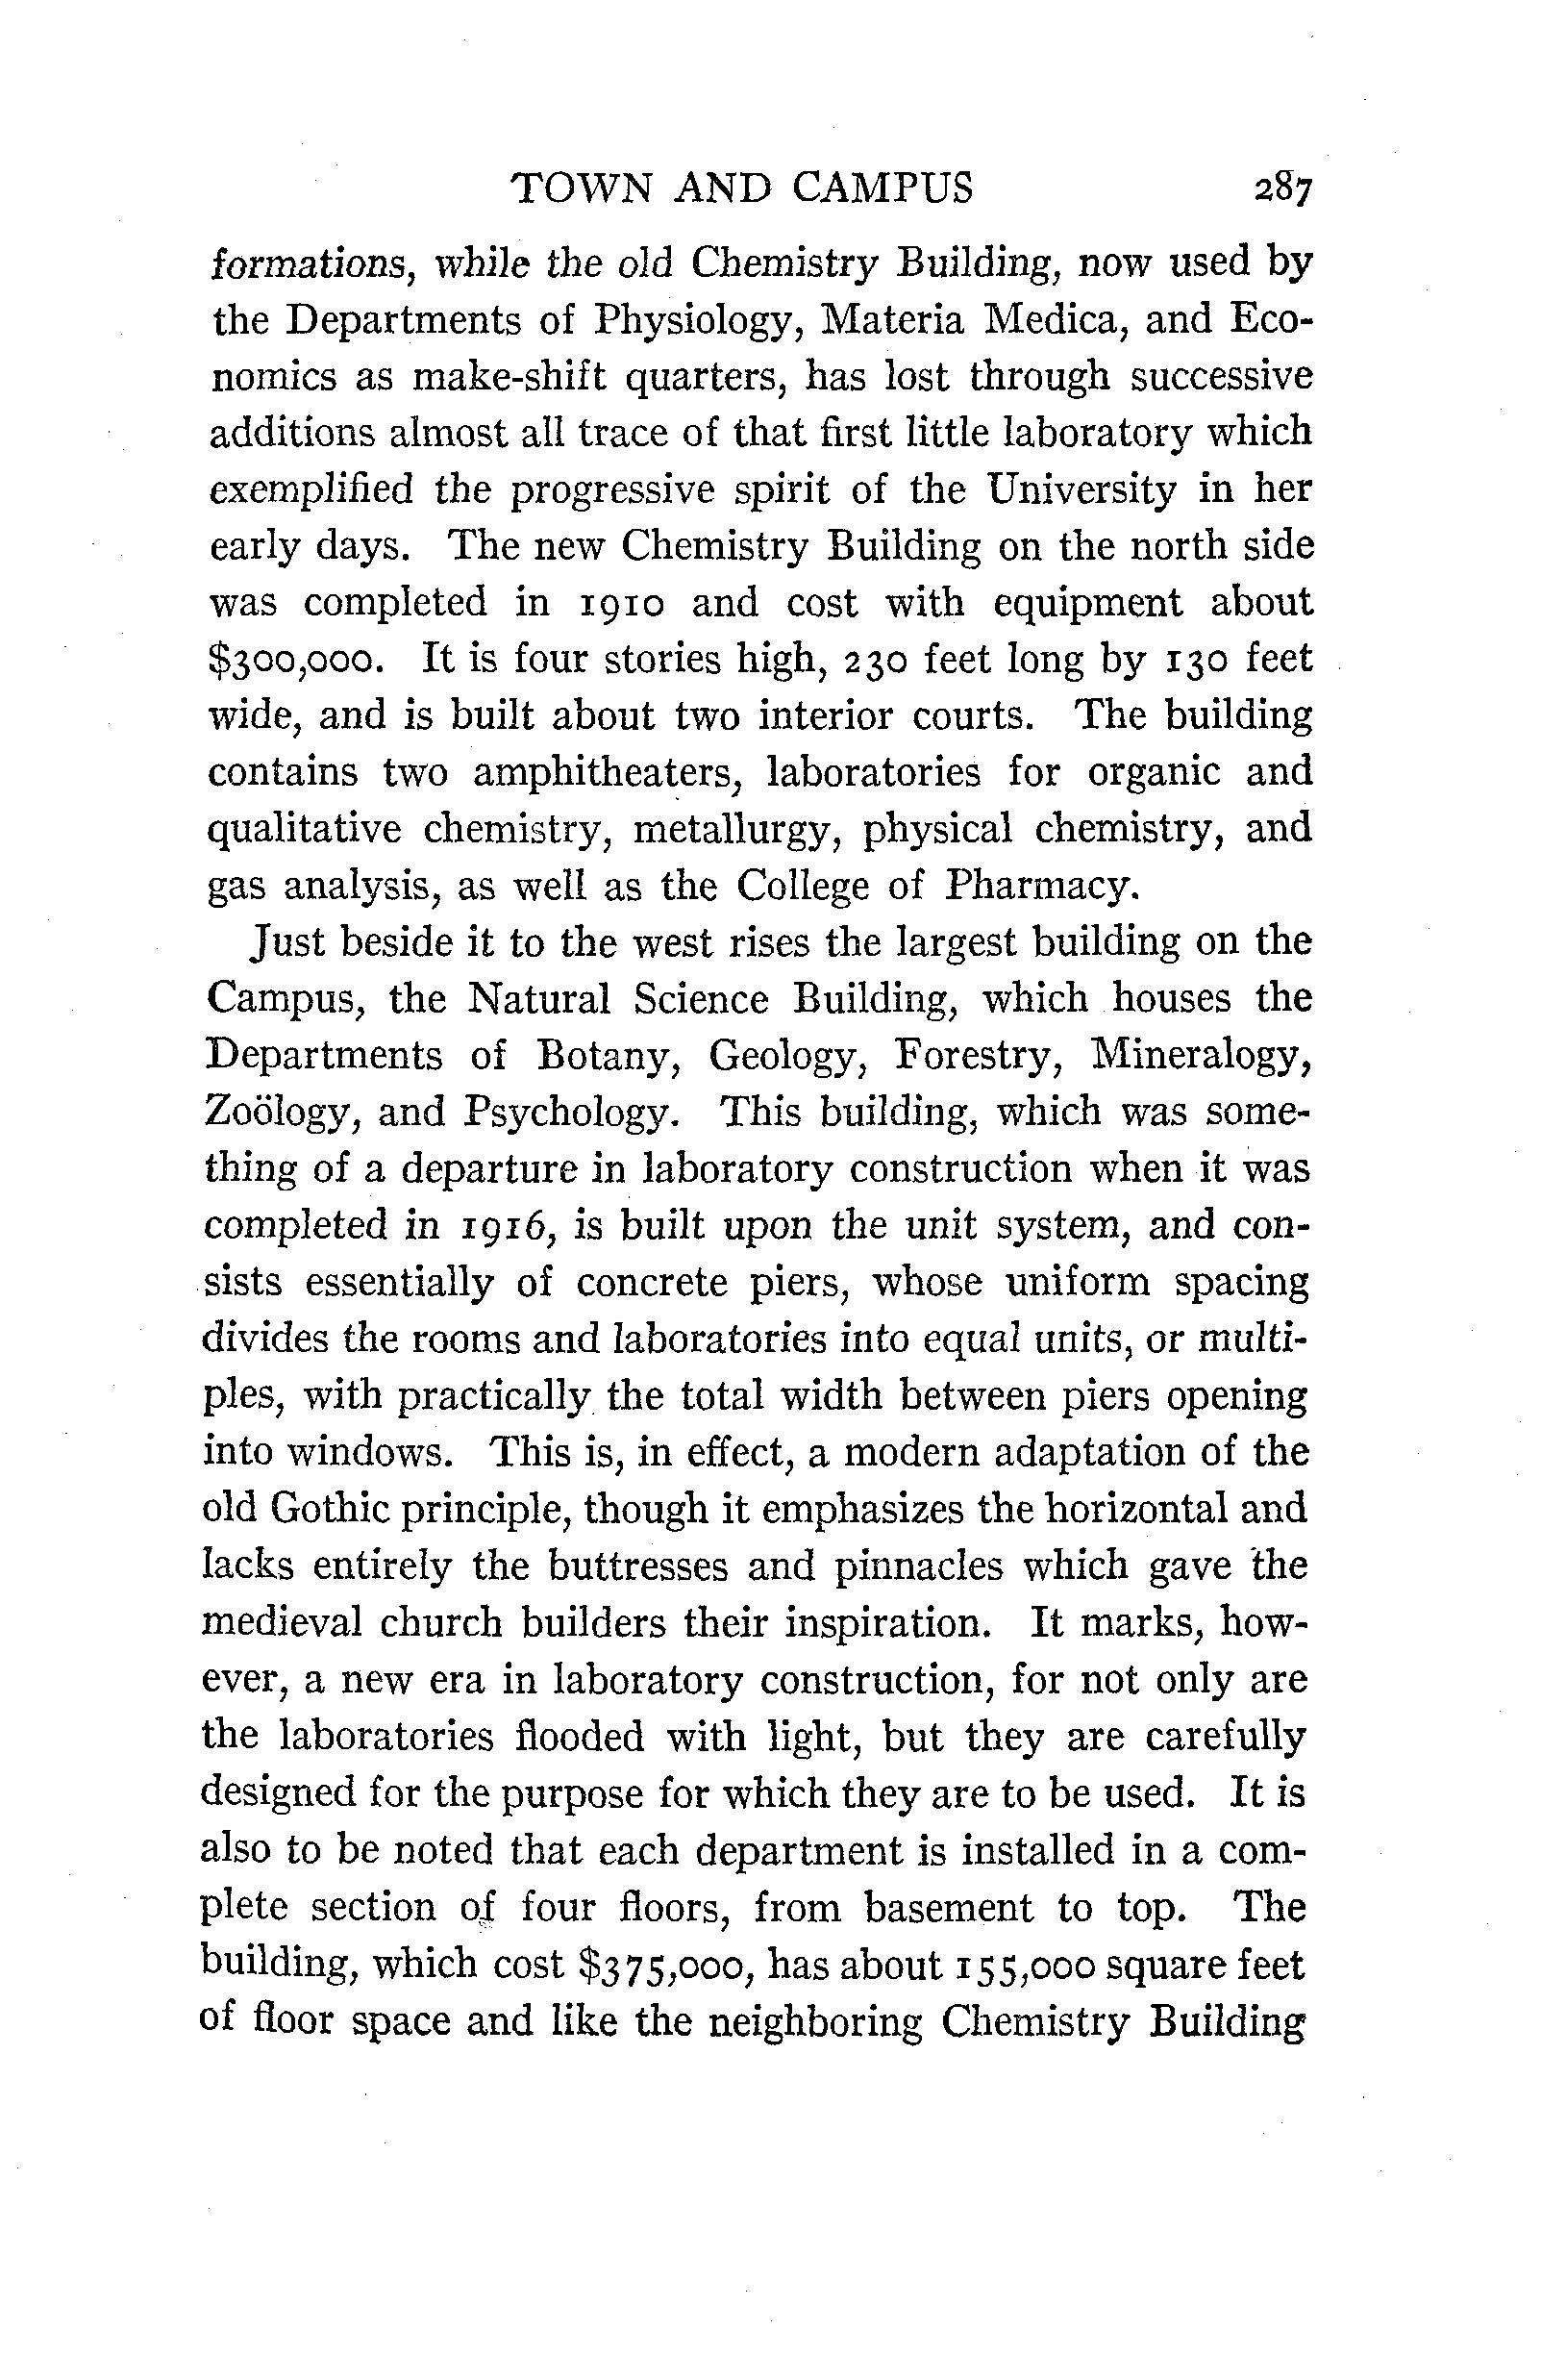 TOWN AND CAMPUS 287
formations, while the old Chemistry Building, now used by
the Departments of Physiology, Materia Medica, and Eco-
nomics as make-shift quarters, has lost through successive
additions almost all trace of that first little laboratory which
exemplified the progressive spirit of the University in her
early days. The new Chemistry Building on the north side
was completed in 1910 and cost with equipment about
$300,000. It is four stories high, 230 feet long by 130 feet
wide, and is built about two interior courts. The building
contains two amphitheaters, laboratories for organic and
qualitative chemistry, metallurgy, physical chemistry, and
gas analysis, as well as the College of Pharmacy.
Just beside it to the west rises the largest building on the
Campus, the Natural Science Building, which houses the
Departments of Botany, Geology, Forestry, Mineralogy,
Zoölogy, and Psychology. This building, which was some-
thing of a departure in laboratory construction when it was
completed in 1916, is built upon the unit system, and con-
sists essentially of concrete piers, whose uniform spacing
divides the rooms and laboratories into equal units, or multi-
ples, with practically the total width between piers opening
into windows. This is, in effect, a modern adaptation of the
old Gothic principle, though it emphasizes the horizontal and
lacks entirely the buttresses and pinnacles which gave the
medieval church builders their inspiration. It marks, how-
ever, a new era in laboratory construction, for not only are
the laboratories flooded with light, but they are carefully
designed for the purpose for which they are to be used. It is
also to be noted that each department is installed in a com-
plete section of four floors, from basement to top. The
building, which cost $375,000, has about 155,000 square feet
of floor space and like the neighboring Chemistry Building